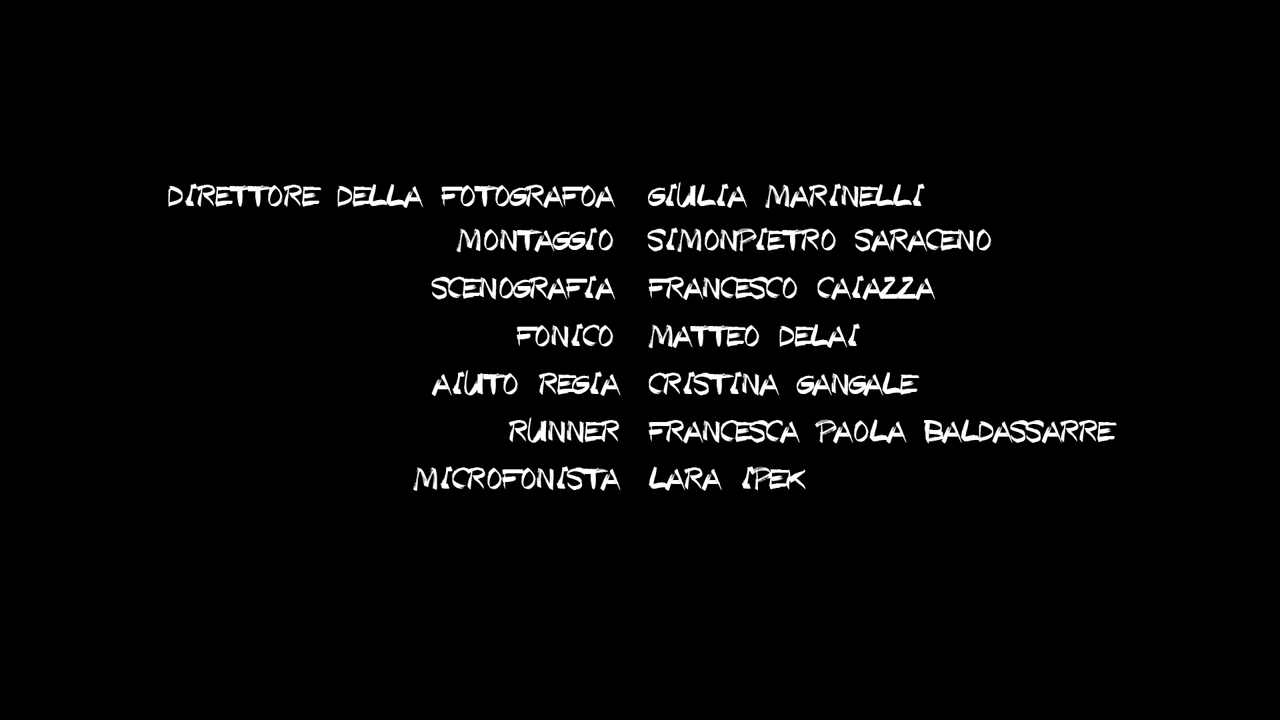 DIRETTORE DELLA FOTOGRAFOA GIULIA MARINELLI
MONTAGGIO SIMONPIETRO SARACENO
SCENOGRAFIA FRANCESCO CAIAZZA
FONICO MATTEO DELAI
AIUTO REGIA CRISTINA GANGALE
RUNNER FRANCESCA PAOLA BALDASSARRE
MICROFONISTA LARA IPEK